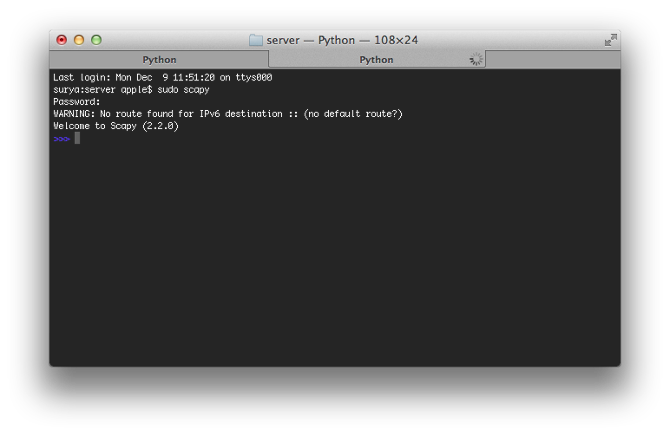 server — Python — 108×24
Python
Python
Last login: Mon Dec  9 11:51:20 on ttys000
surya:server apple$ sudo scapy
Password:
WARNING: No route found for IPv6 destination :: (no default route?)
Welcome to Scapy (2.2.0)
>>>